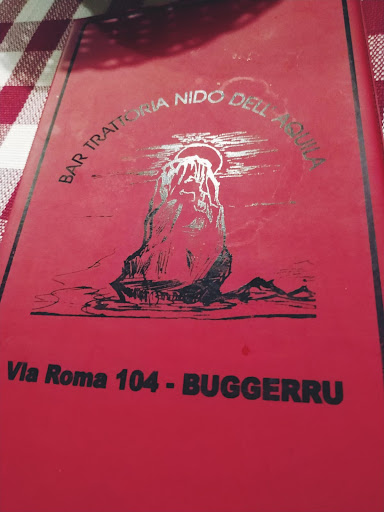 BAR TRATTORIA NIDO DELL'AQUILA
Via Roma 104 - BUGGERRU